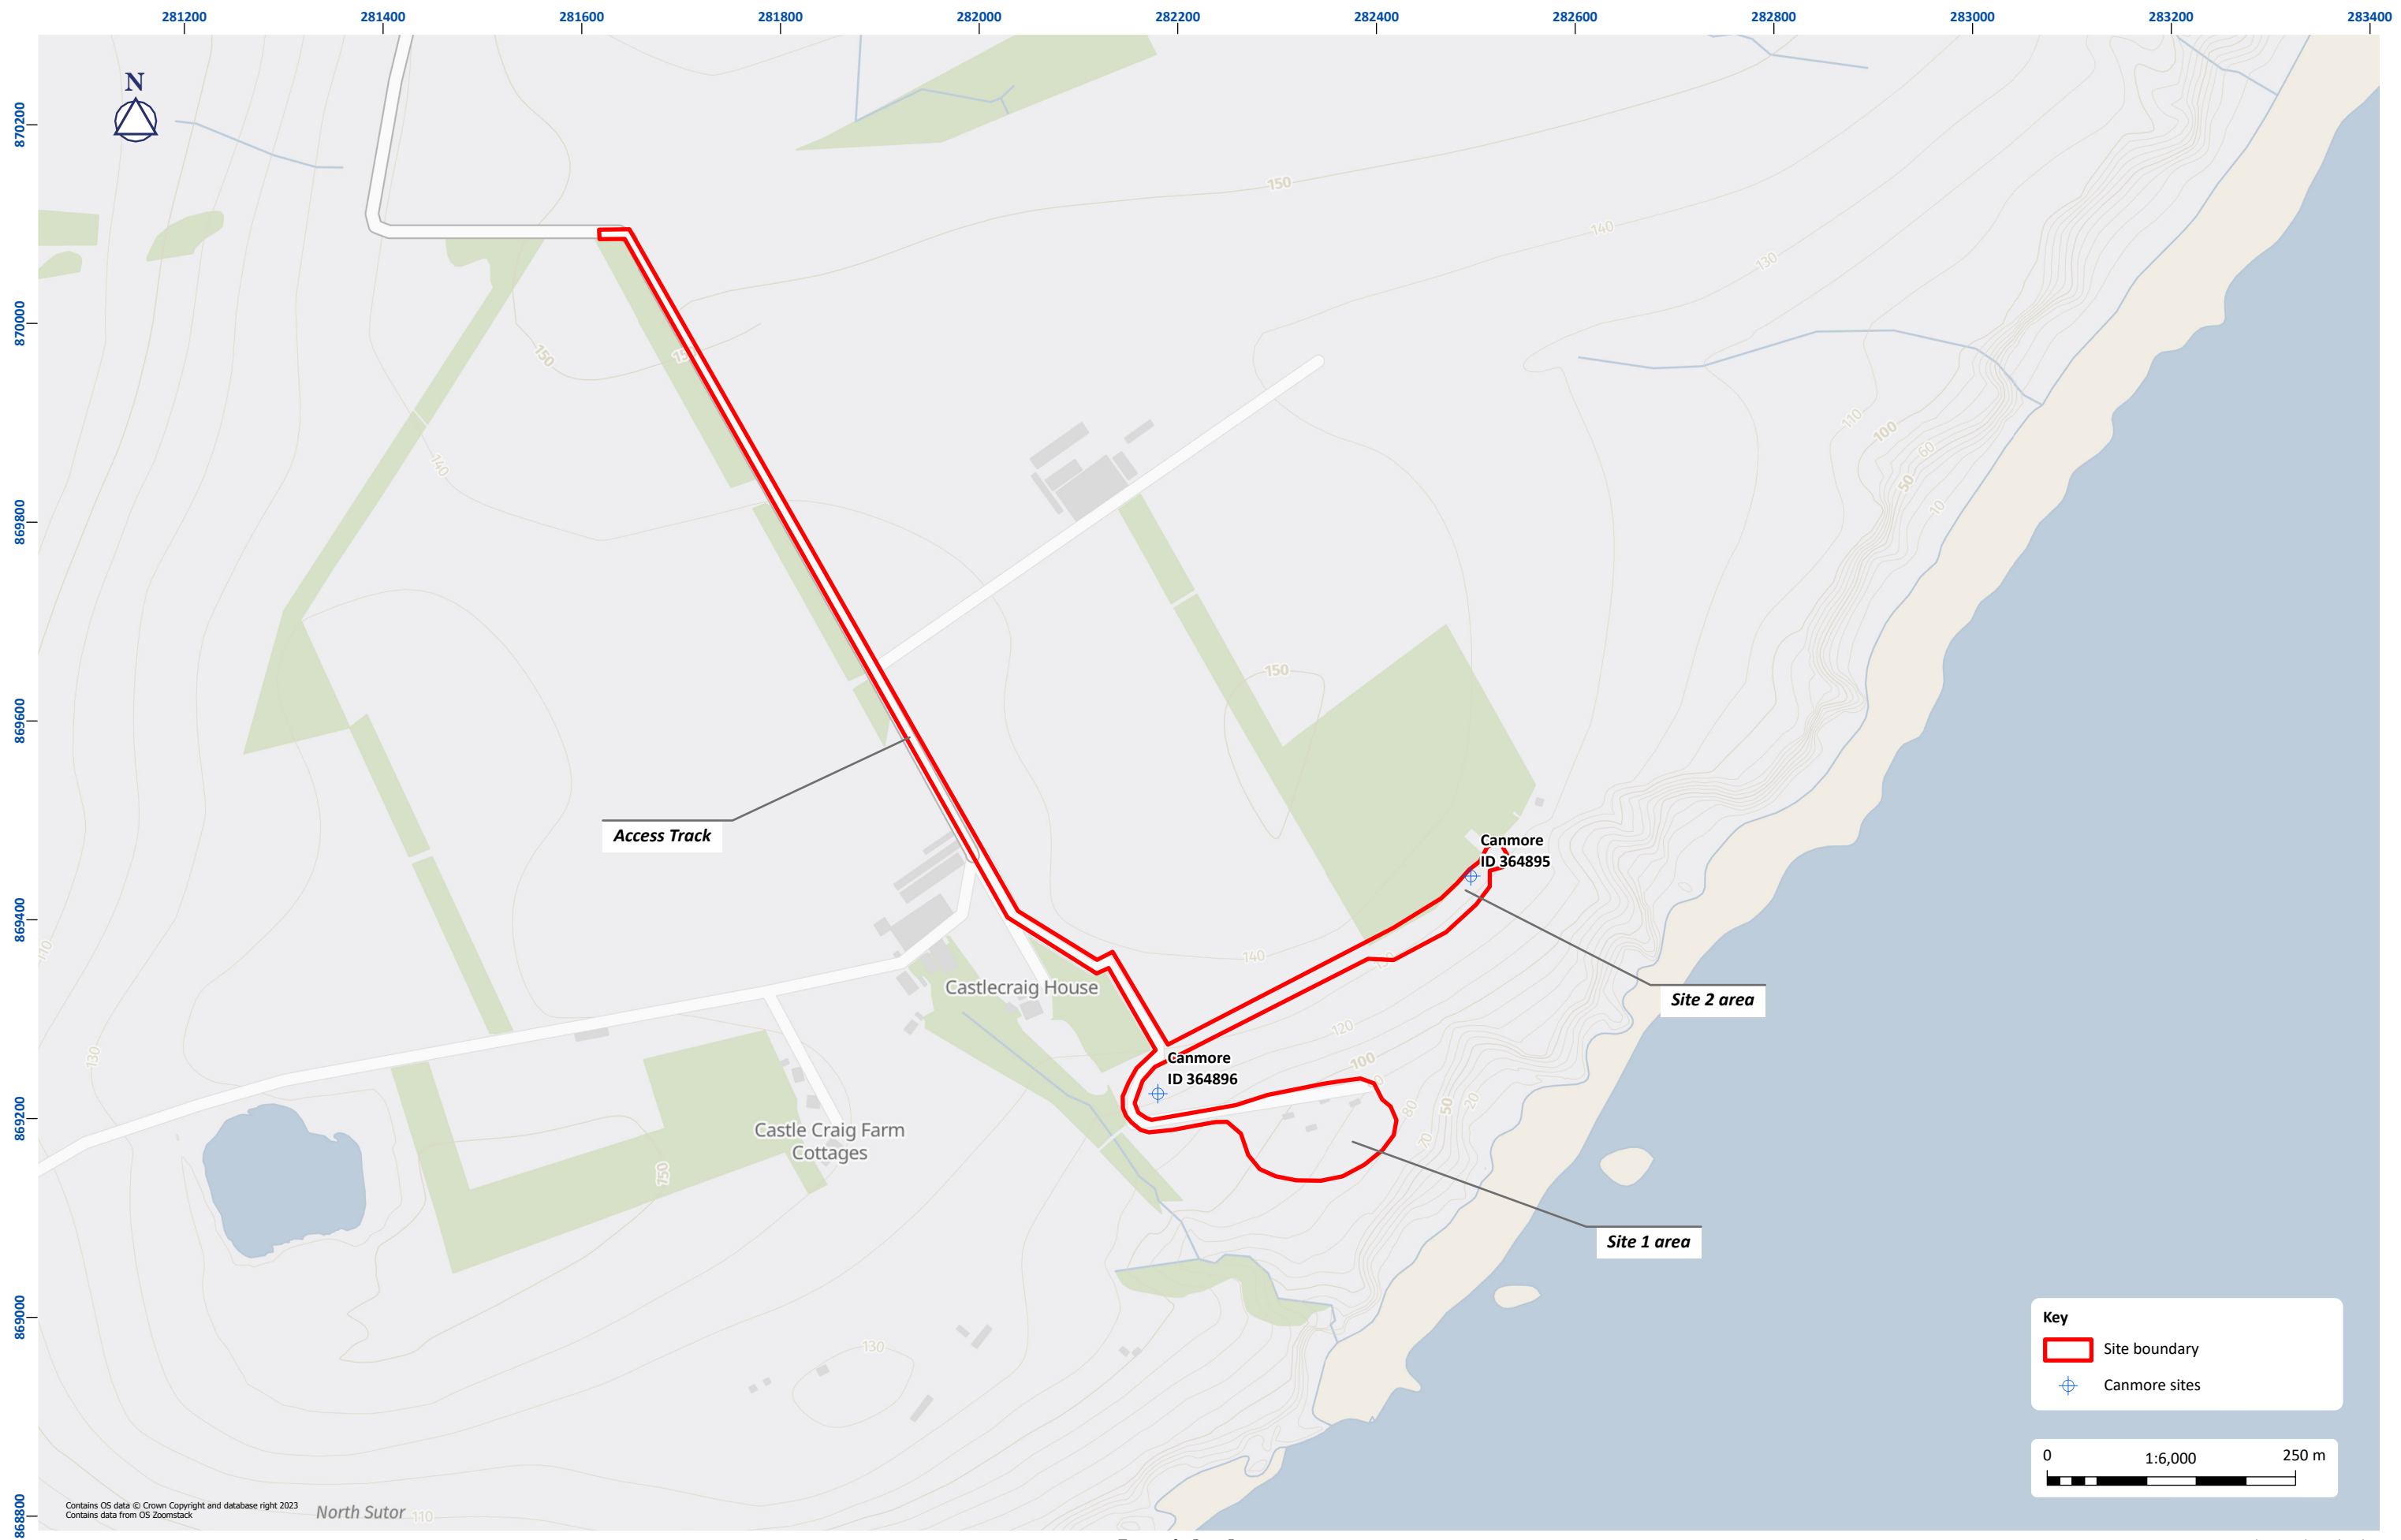 281200 281400 281600 281800 282000 282200 282400 282600 282800 283000 283200 283400
N
870200
150
140
130
870000
150
110
100
140
60
50
10
869800
150
869600
Access Track
Canmore
ID 364895
869400
110
140
Castlecraig House
Site 2 area
120
130
100
Canmore
ID 364896
869200
80
50
20
70
Castle Craig Farm
Cottages
150
Site 1 area
869000
130
Key
Site boundary
Canmore sites
0 1:6,000 250 m
868800
Contains OS data © Crown Copyright and database right 2023
Contains data from OS Zoomstack
North Sutor
110